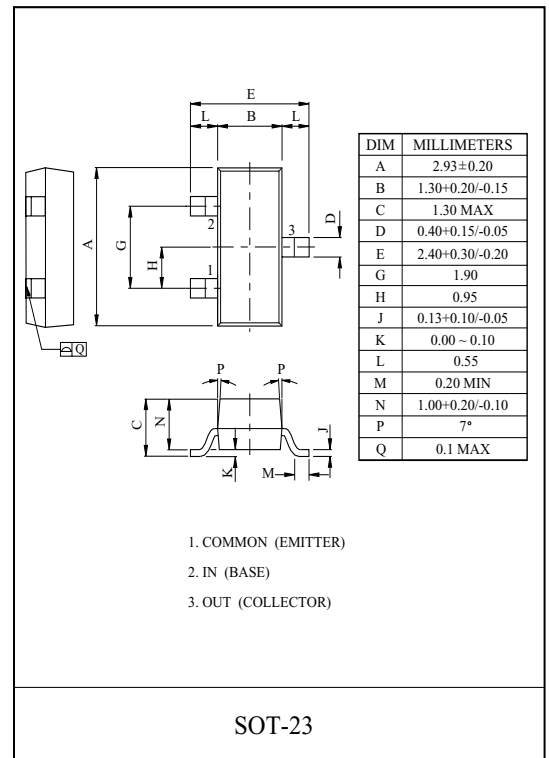 E
L B L
A
G
H
2
1
3
D
D Q
P P
C
N
K
M
J
DIM MILLIMETERS
A 2.93±0.20
B 1.30+0.20/-0.15
C 1.30 MAX
D 0.40+0.15/-0.05
E 2.40+0.30/-0.20
G 1.90
H 0.95
J 0.13+0.10/-0.05
K 0.00 ~ 0.10
L 0.55
M 0.20 MIN
N 1.00+0.20/-0.10
P 7°
Q 0.1 MAX
1. COMMON (EMITTER)
2. IN (BASE)
3. OUT (COLLECTOR)
SOT-23